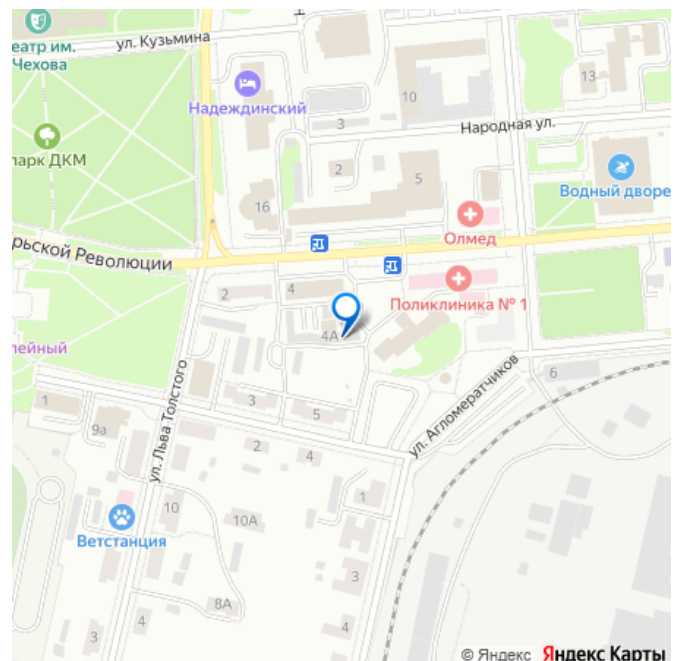 еатр им.
Чехова
ул. Кузьмина
Надеждинский
10
13
3
Народная ул.
парк ДКМ
2
5
Водный дворе
16
Олмед
рьской Революции
2
4
Поликлиника № 1
4А
лейный
ул. Льва Толстого
ул. Агломератчиков
6
1
3
5
9а
2
4
1
10
10А
Ветстанция
3
8А
4
3
4
© Яндекс Яндекс Карты